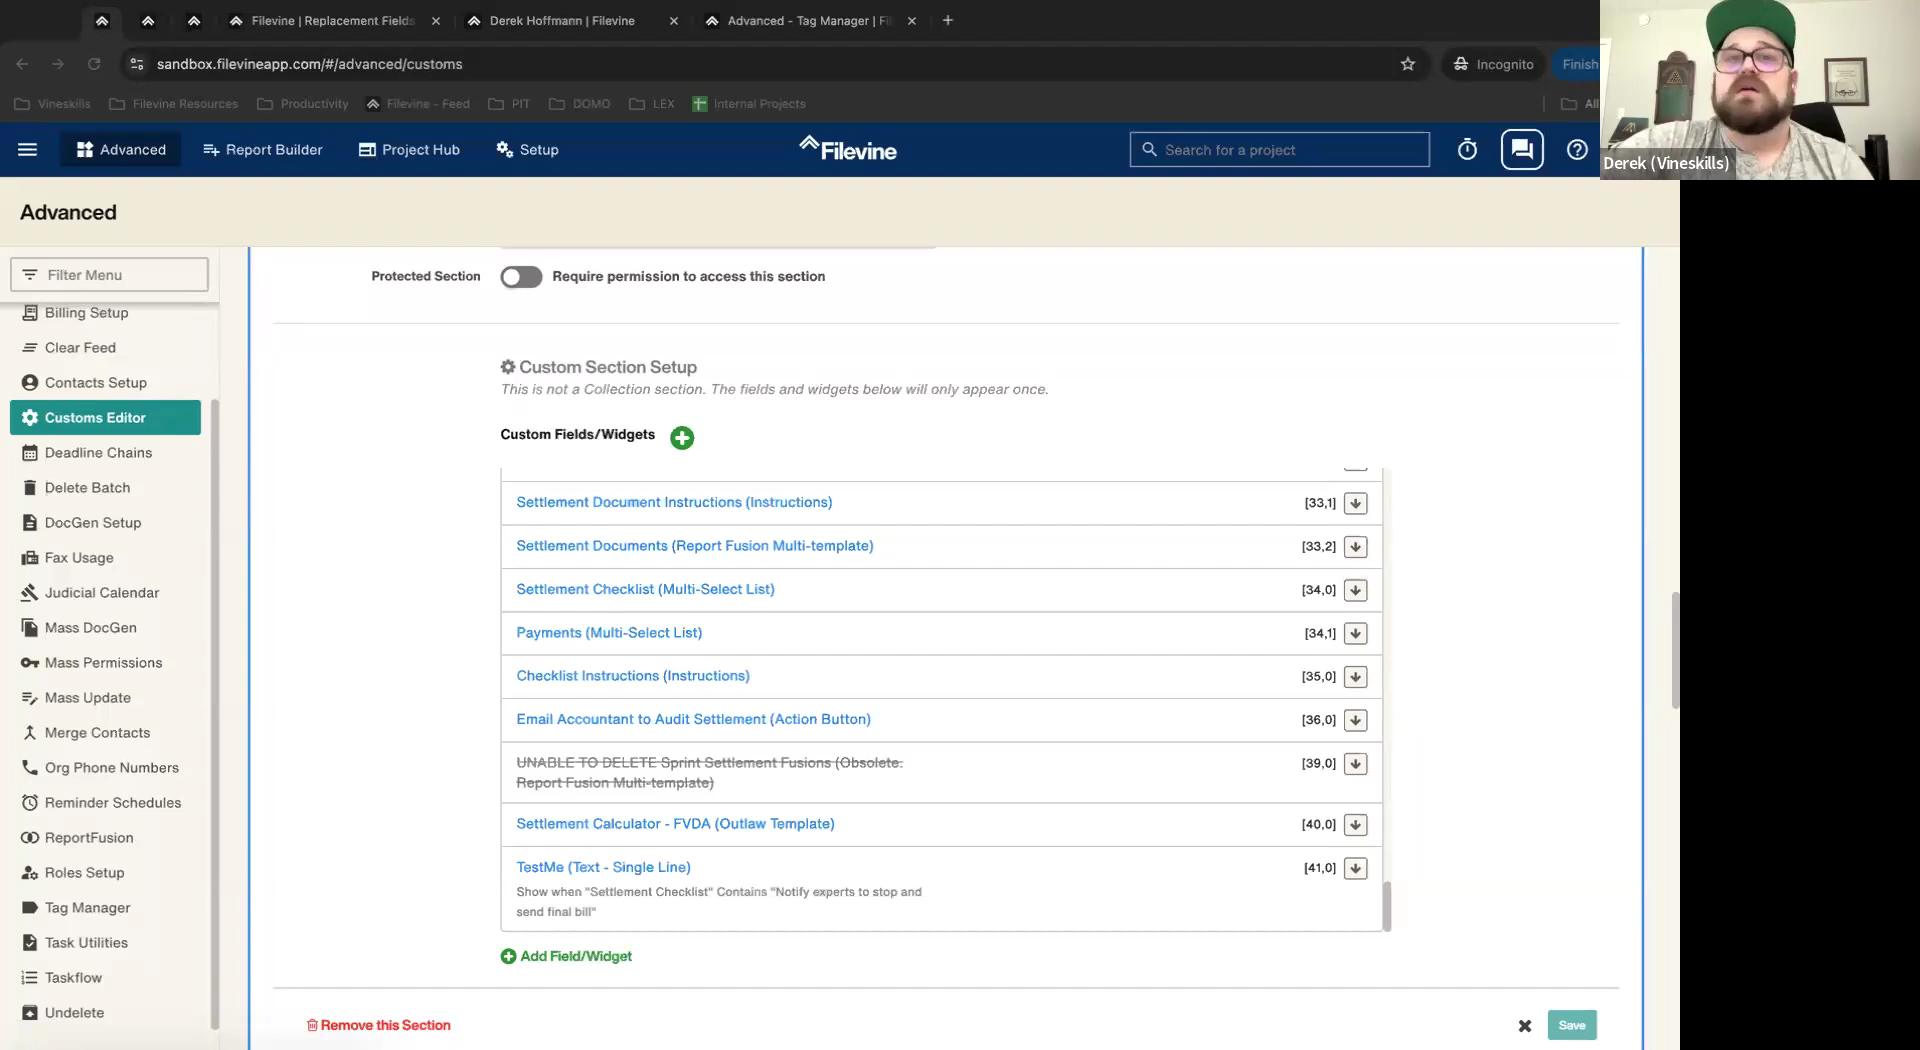 Filevine | Replacement Fields
Derek Hoffmann | Filevine
Advanced - Tag Manager | Fi
sandbox.filevineapp.com/#/advanced/customs
Incognito
Finish
Vineskills
Filevine Resources
Productivity
Filevine - Feed
PIT
DOMO
LEX
Internal Projects
All
Advanced
Report Builder
Project Hub
Setup
Filevine
Search for a project
Derek (Vineskills)
Advanced
Filter Menu
Billing Setup
Clear Feed
Contacts Setup
Customs Editor
Deadline Chains
Delete Batch
DocGen Setup
Fax Usage
Judicial Calendar
Mass DocGen
Mass Permissions
Mass Update
Merge Contacts
Org Phone Numbers
Reminder Schedules
ReportFusion
Roles Setup
Tag Manager
Task Utilities
Taskflow
Undelete
Protected Section
Require permission to access this section
Custom Section Setup
This is not a Collection section. The fields and widgets below will only appear once.
Custom Fields/Widgets
Settlement Document Instructions (Instructions) [33,1]
Settlement Documents (Report Fusion Multi-template) [33,2]
Settlement Checklist (Multi-Select List) [34,0]
Payments (Multi-Select List) [34,1]
Checklist Instructions (Instructions) [35,0]
Email Accountant to Audit Settlement (Action Button) [36,0]
UNABLE TO DELETE Sprint Settlement Fusions (Obsolete: [39,0]
Report Fusion Multi-template)
Settlement Calculator - FVDA (Outlaw Template) [40,0]
TestMe (Text - Single Line) [41,0]
Show when "Settlement Checklist" Contains "Notify experts to stop and
send final bill"
Add Field/Widget
Remove this Section
Save